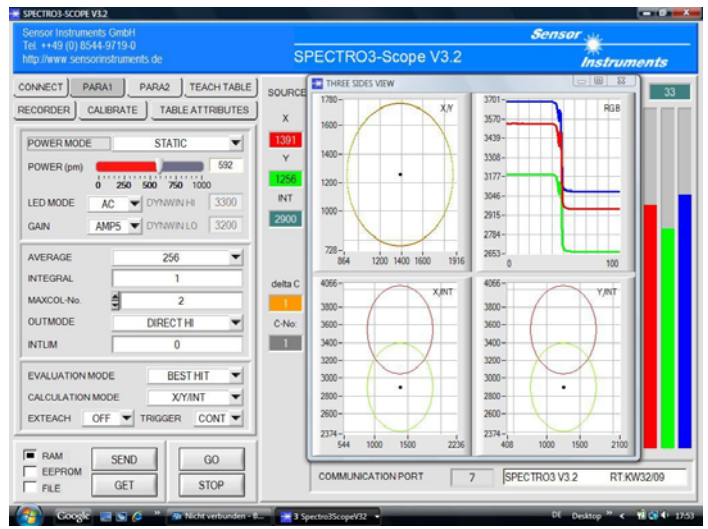 SPECTRO3-SCOPE V3.2
Sensor Instruments GmbH
Tel. ++49 (0) 8544-9719-0
http://www.sensorinstruments.de
SPECTRO3-Scope V3.2
Sensor
Instruments
CONNECT PARA1 PARA2 TEACH TABLE
RECORDER CALIBRATE TABLE ATTRIBUTES
POWER MODE STATIC
POWER (pm) 592
0 250 500 750 1000
LED MODE AC DYNWIN HI 3300
GAIN AMP5 DYNWIN LO 3200
AVERAGE 256
INTEGRAL 1
MAXCOL-No. 2
OUTMODE DIRECT HI
INTLIM 0
EVALUATION MODE BEST HIT
CALCULATION MODE X/Y/INT
EXTEACH OFF TRIGGER CONT
RAM
EEPROM
FILE
SEND GO
GET STOP
SOURCE
X
1391
Y
1256
INT
2900
delta C
1
C-No:
1
THREE SIDES VIEW
1780-
1600-
1400-
1200-
1000-
728-
864 1200 1400 1600 1916
X,Y
3701-
3570-
3439-
3308-
3177-
3046-
2915-
2784-
2653-
0 100
RGB
4066-
3800-
3600-
3400-
3200-
3000-
2800-
2600-
2374-
544 1000 1500 2236
X,INT
4066-
3800-
3600-
3400-
3200-
3000-
2800-
2600-
2374-
408 1000 1500 2100
Y,INT
33
COMMUNICATION PORT 7 SPECTRO3 V3.2 RT:KW32/09
Google » Nicht verbunden - B... 3 Spectro3ScopeV32 DE Desktop » < 17:53